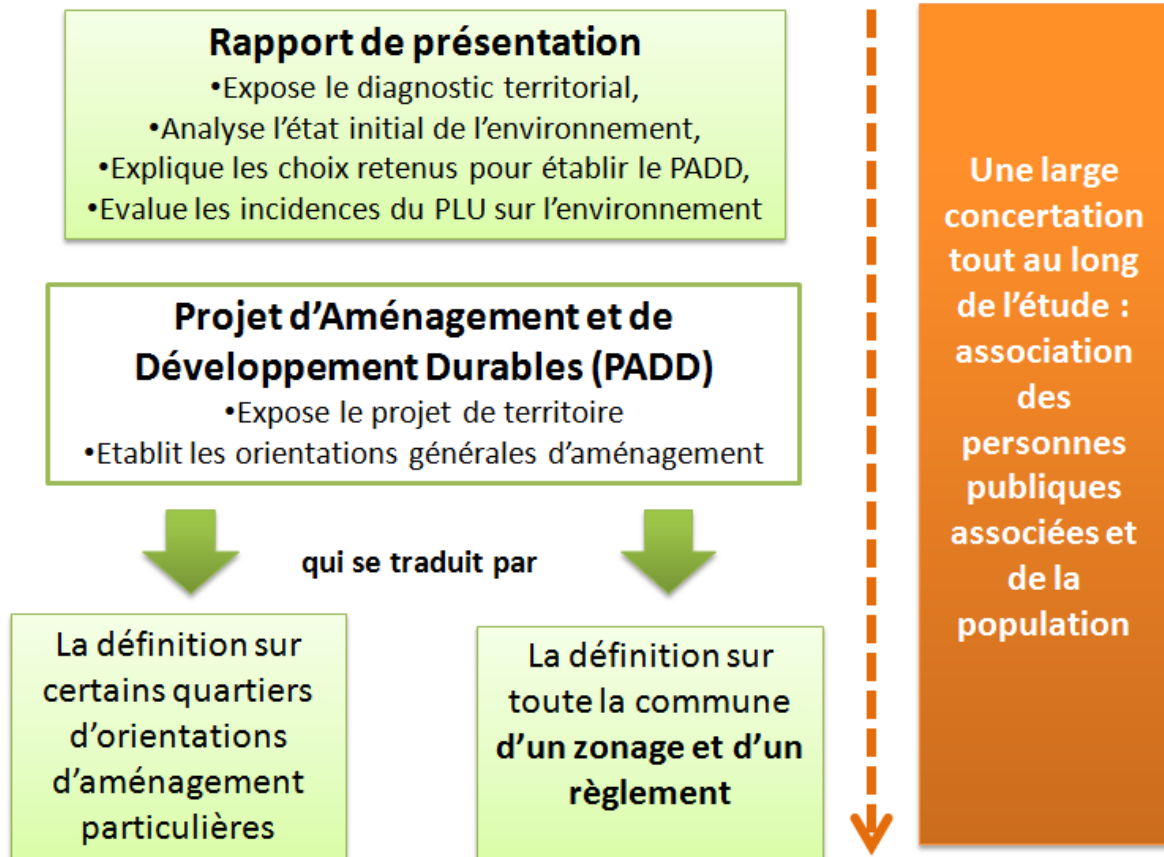 Rapport de présentation
•Expose le diagnostic territorial,
•Analyse l’état initial de l’environnement,
•Explique les choix retenus pour établir le PADD,
•Evalue les incidences du PLU sur l’environnement
Projet d’Aménagement et de
Développement Durables (PADD)
•Expose le projet de territoire
•Etablit les orientations générales d’aménagement
qui se traduit par
La définition sur
certains quartiers
d’orientations
d’aménagement
particulières
La définition sur
toute la commune
d’un zonage et d’un
règlement
Une large
concertation
tout au long
de l’étude :
association
des
personnes
publiques
associées et
de la
population